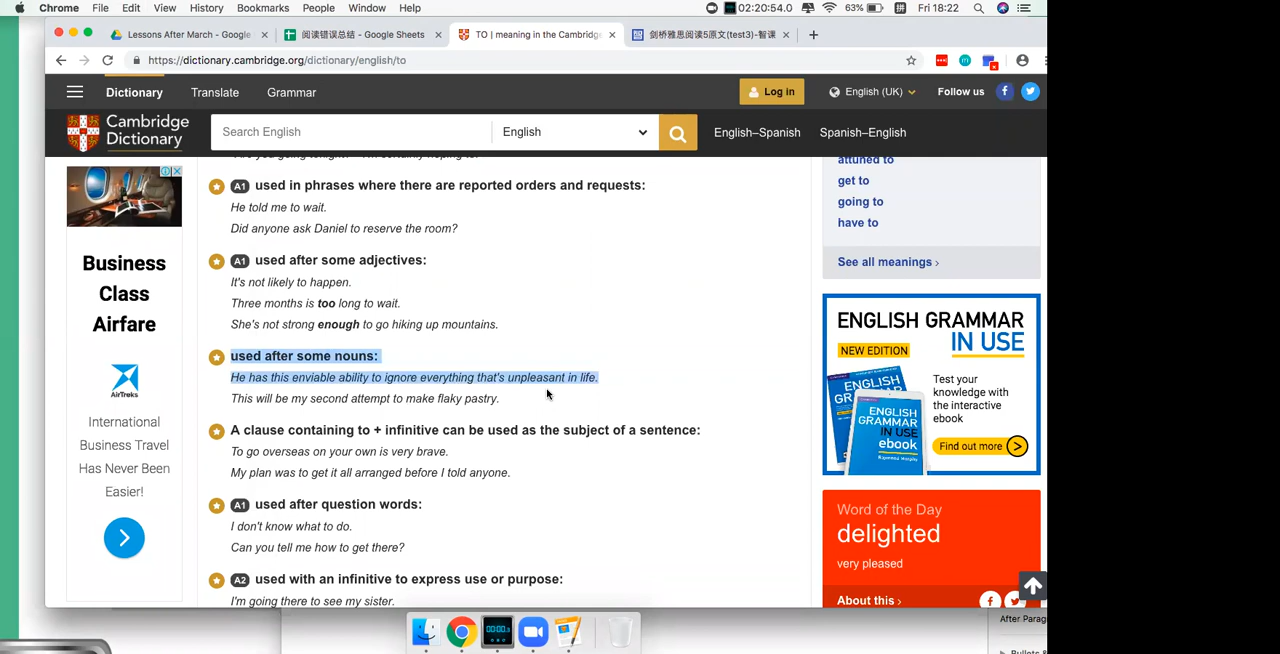 Chrome File Edit View History Bookmarks People Window Help 02:20:54.0 63% 拼 Fri 18:22
Lessons After March - Google
阅读错误总结 - Google Sheets
TO | meaning in the Cambridge
剑桥雅思阅读5原文(test3)-智课
https://dictionary.cambridge.org/dictionary/english/to
Dictionary Translate Grammar
Log in
English (UK)
Follow us
Cambridge
Dictionary
Search English
English
English–Spanish Spanish–English
A1 used in phrases where there are reported orders and requests:
He told me to wait.
Did anyone ask Daniel to reserve the room?
A1 used after some adjectives:
It's not likely to happen.
Three months is too long to wait.
She's not strong enough to go hiking up mountains.
used after some nouns:
He has this enviable ability to ignore everything that's unpleasant in life.
This will be my second attempt to make flaky pastry.
A clause containing to + infinitive can be used as the subject of a sentence:
To go overseas on your own is very brave.
My plan was to get it all arranged before I told anyone.
A1 used after question words:
I don't know what to do.
Can you tell me how to get there?
A2 used with an infinitive to express use or purpose:
I'm going there to see my sister.
Business
Class
Airfare
AirTreks
International
Business Travel
Has Never Been
Easier!
attuned to
get to
going to
have to
See all meanings ›
ENGLISH GRAMMAR
IN USE
NEW EDITION
Test your
knowledge with
the interactive
ebook
Find out more
Word of the Day
delighted
very pleased
About this ›
After Parag